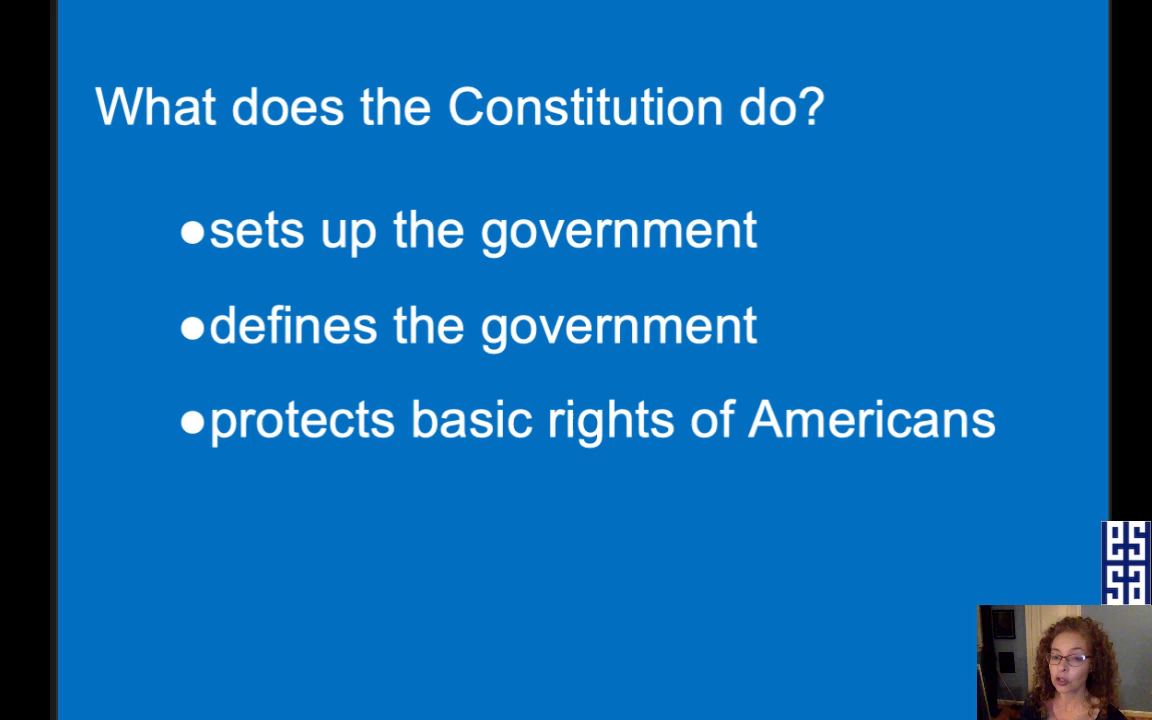 What does the Constitution do?
●sets up the government
●defines the government
●protects basic rights of Americans